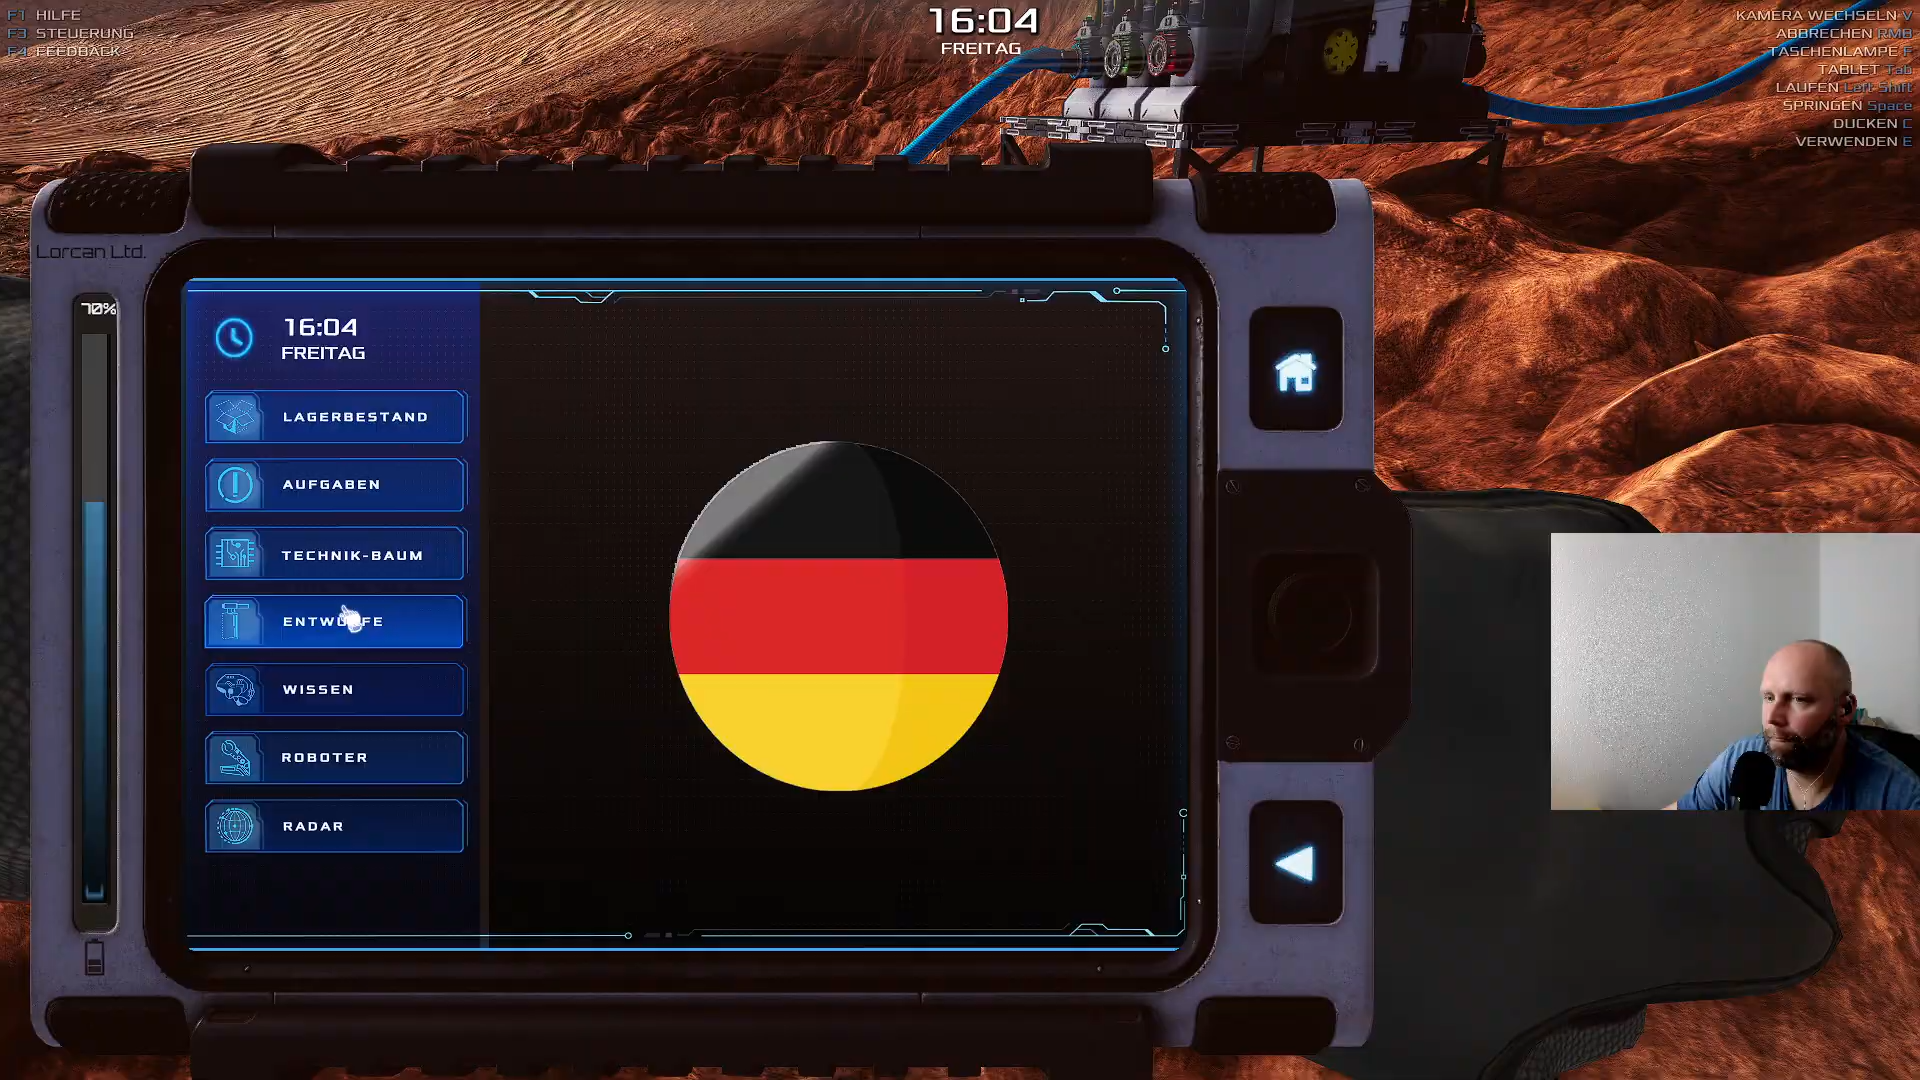 F1 HILFE
F3 STEUERUNG
F4 FEEDBACK
16:04
FREITAG
KAMERA WECHSELN V
ABBRECHEN RMB
TASCHENLAMPE F
TABLET Tab
LAUFEN Left Shift
SPRINGEN Space
DUCKEN C
VERWENDEN E
Lorcan Ltd.
70%
16:04
FREITAG
LAGERBESTAND
AUFGABEN
TECHNIK-BAUM
ENTWÜRFE
WISSEN
ROBOTER
RADAR